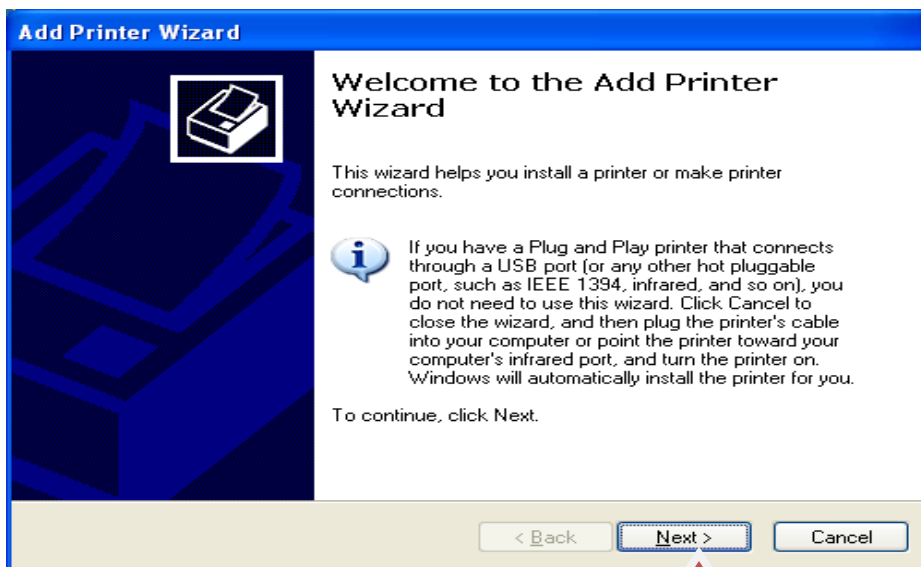 Add Printer Wizard
Welcome to the Add Printer
Wizard
This wizard helps you install a printer or make printer
connections.
If you have a Plug and Play printer that connects
through a USB port (or any other hot pluggable
port, such as IEEE 1394, infrared, and so on), you
do not need to use this wizard. Click Cancel to
close the wizard, and then plug the printer's cable
into your computer or point the printer toward your
computer's infrared port, and turn the printer on.
Windows will automatically install the printer for you.
To continue, click Next.
< Back Next > Cancel